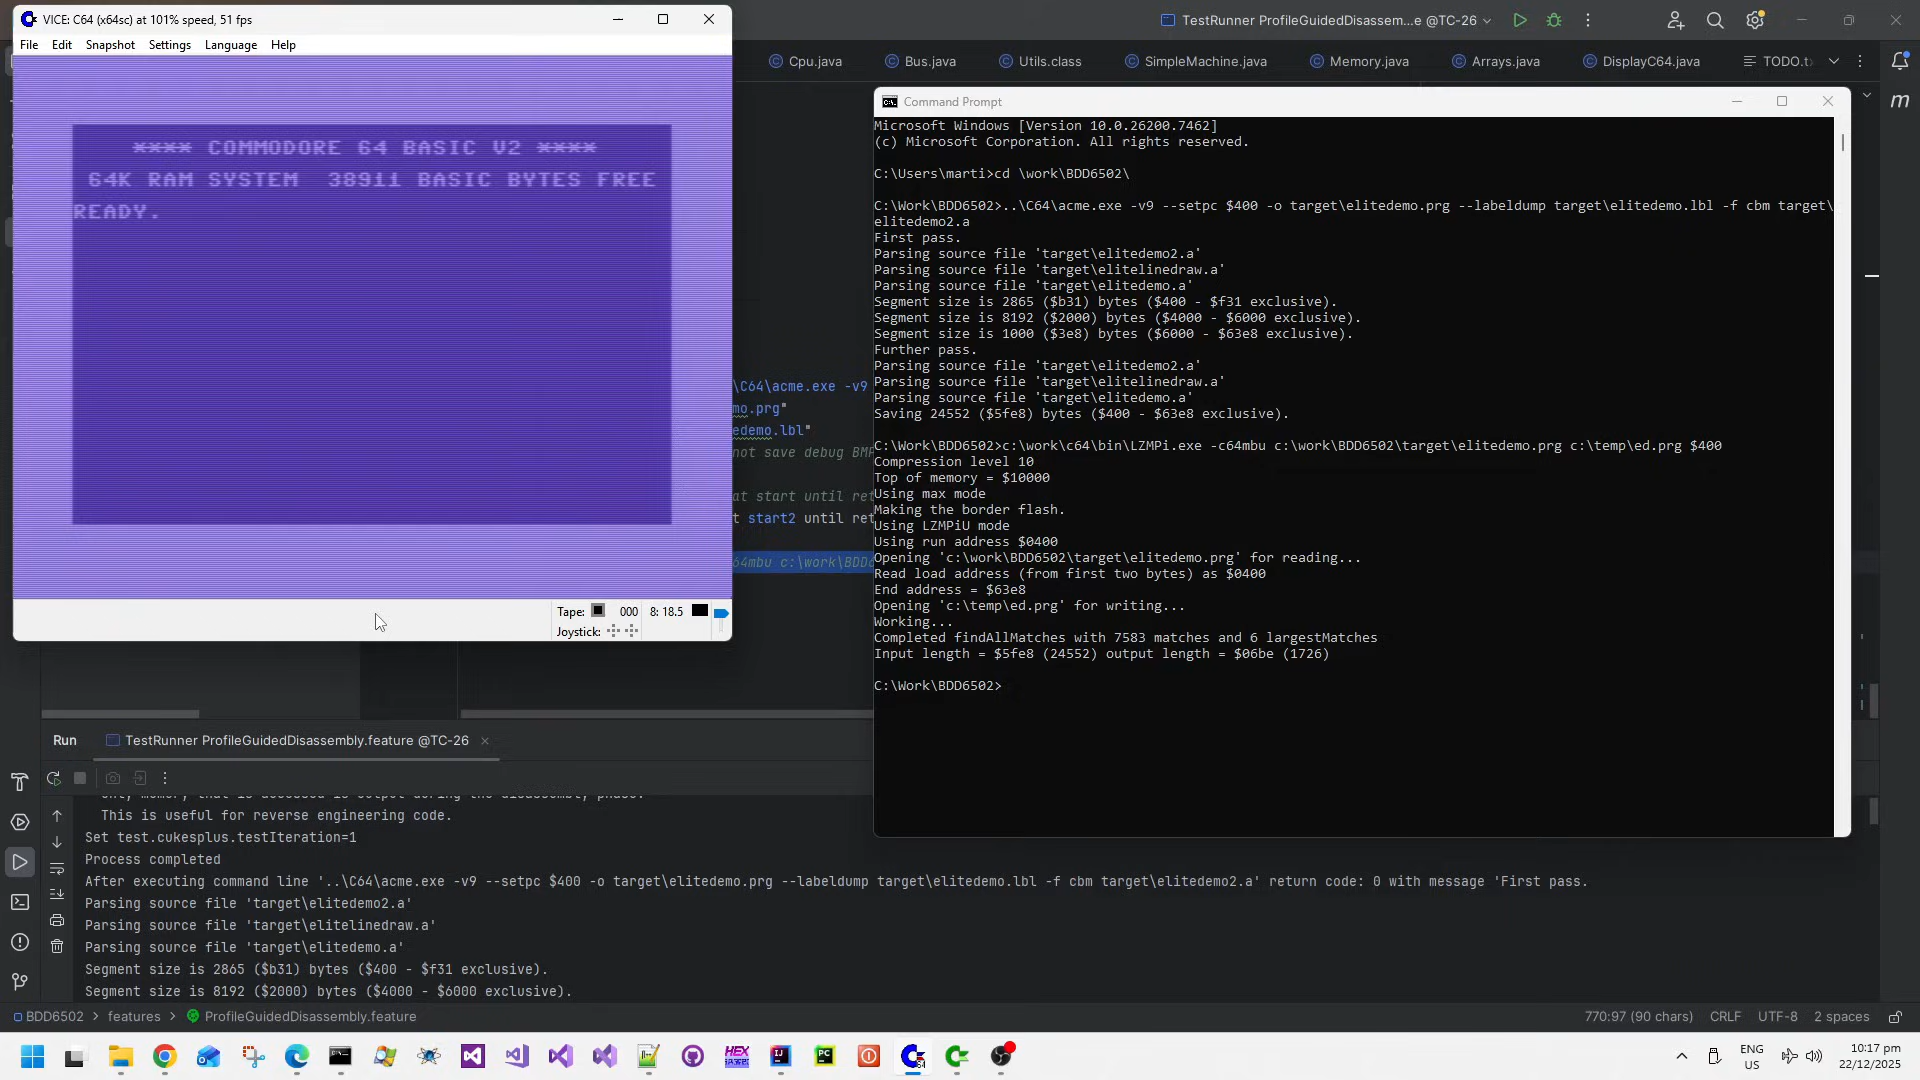 VICE: C64 (x64sc) at 101% speed, 51 fps
File Edit Snapshot Settings Language Help
**** COMMODORE 64 BASIC V2 ****
64K RAM SYSTEM 38911 BASIC BYTES FREE
READY.
Tape: 000 8: 18.5
Joystick:
TestRunner ProfileGuidedDisassem...e @TC-26
Cpu.java Bus.java Utils.class SimpleMachine.java Memory.java Arrays.java DisplayC64.java TODO.t
Command Prompt
Microsoft Windows [Version 10.0.26200.7462]
(c) Microsoft Corporation. All rights reserved.
C:\Users\marti>cd \work\BDD6502\
C:\Work\BDD6502>..\C64\acme.exe -v9 --setpc $400 -o target\elitedemo.prg --labeldump target\elitedemo.lbl -f cbm target\
elitedemo2.a
First pass.
Parsing source file 'target\elitedemo2.a'
Parsing source file 'target\elitelinedraw.a'
Parsing source file 'target\elitedemo.a'
Segment size is 2865 ($b31) bytes ($400 - $f31 exclusive).
Segment size is 8192 ($2000) bytes ($4000 - $6000 exclusive).
Segment size is 1000 ($3e8) bytes ($6000 - $63e8 exclusive).
Further pass.
Parsing source file 'target\elitedemo2.a'
Parsing source file 'target\elitelinedraw.a'
Parsing source file 'target\elitedemo.a'
Saving 24552 ($5fe8) bytes ($400 - $63e8 exclusive).
C:\Work\BDD6502>c:\work\c64\bin\LZMPi.exe -c64mbu c:\work\BDD6502\target\elitedemo.prg c:\temp\ed.prg $400
Compression level 10
Top of memory = $10000
Using max mode
Making the border flash.
Using LZMPiU mode
Using run address $0400
Opening 'c:\work\BDD6502\target\elitedemo.prg' for reading...
Read load address (from first two bytes) as $0400
End address = $63e8
Opening 'c:\temp\ed.prg' for writing...
Working...
Completed findAllMatches with 7583 matches and 6 largestMatches
Input length = $5fe8 (24552) output length = $06be (1726)
C:\Work\BDD6502>
\C64\acme.exe -v9
mo.prg"
edemo.lbl"
not save debug BMP
at start until ret
t start2 until ret
64mbu c:\work\BDD6
Run TestRunner ProfileGuidedDisassembly.feature @TC-26
This is useful for reverse engineering code.
Set test.cukesplus.testIteration=1
Process completed
After executing command line '..\C64\acme.exe -v9 --setpc $400 -o target\elitedemo.prg --labeldump target\elitedemo.lbl -f cbm target\elitedemo2.a' return code: 0 with message 'First pass.
Parsing source file 'target\elitedemo2.a'
Parsing source file 'target\elitelinedraw.a'
Parsing source file 'target\elitedemo.a'
Segment size is 2865 ($b31) bytes ($400 - $f31 exclusive).
Segment size is 8192 ($2000) bytes ($4000 - $6000 exclusive).
BDD6502 > features > ProfileGuidedDisassembly.feature
770:97 (90 chars) CRLF UTF-8 2 spaces
ENG
US
10:17 pm
22/12/2025